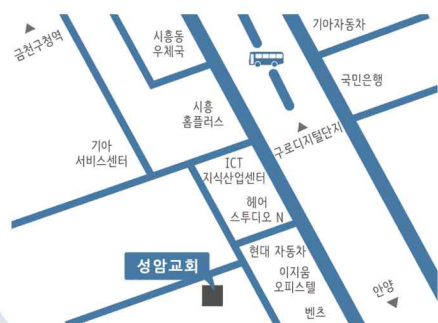 금천구청역
시흥동
우체국
기아자동차
국민은행
시흥
홈플러스
구로디지털단지
기아
서비스센터
ICT
지식산업센터
헤어
스투디오 N
현대 자동차
성암교회
이지움
오피스텔
안양
벤츠